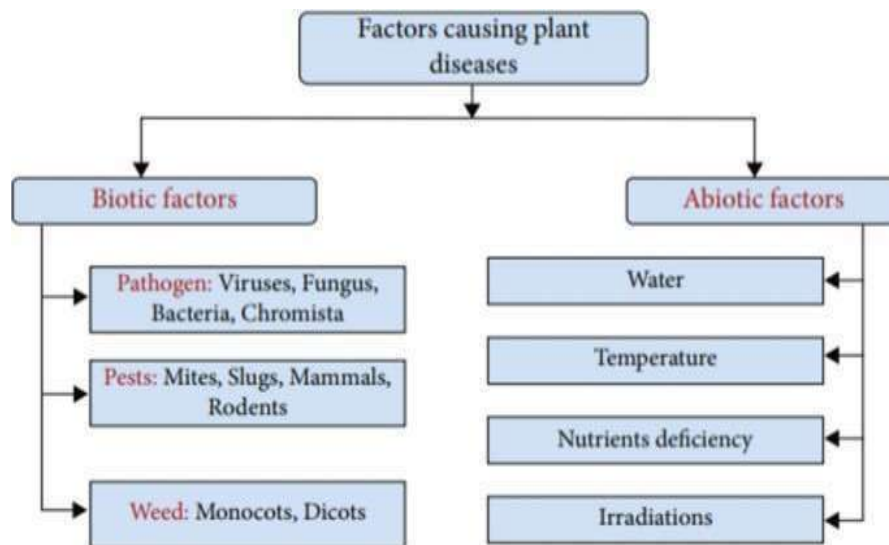 Factors causing plant
diseases
Biotic factors
Pathogen: Viruses, Fungus,
Bacteria, Chromista
Pests: Mites, Slugs, Mammals,
Rodents
Weed: Monocots, Dicots
Abiotic factors
Water
Temperature
Nutrients deficiency
Irradiations